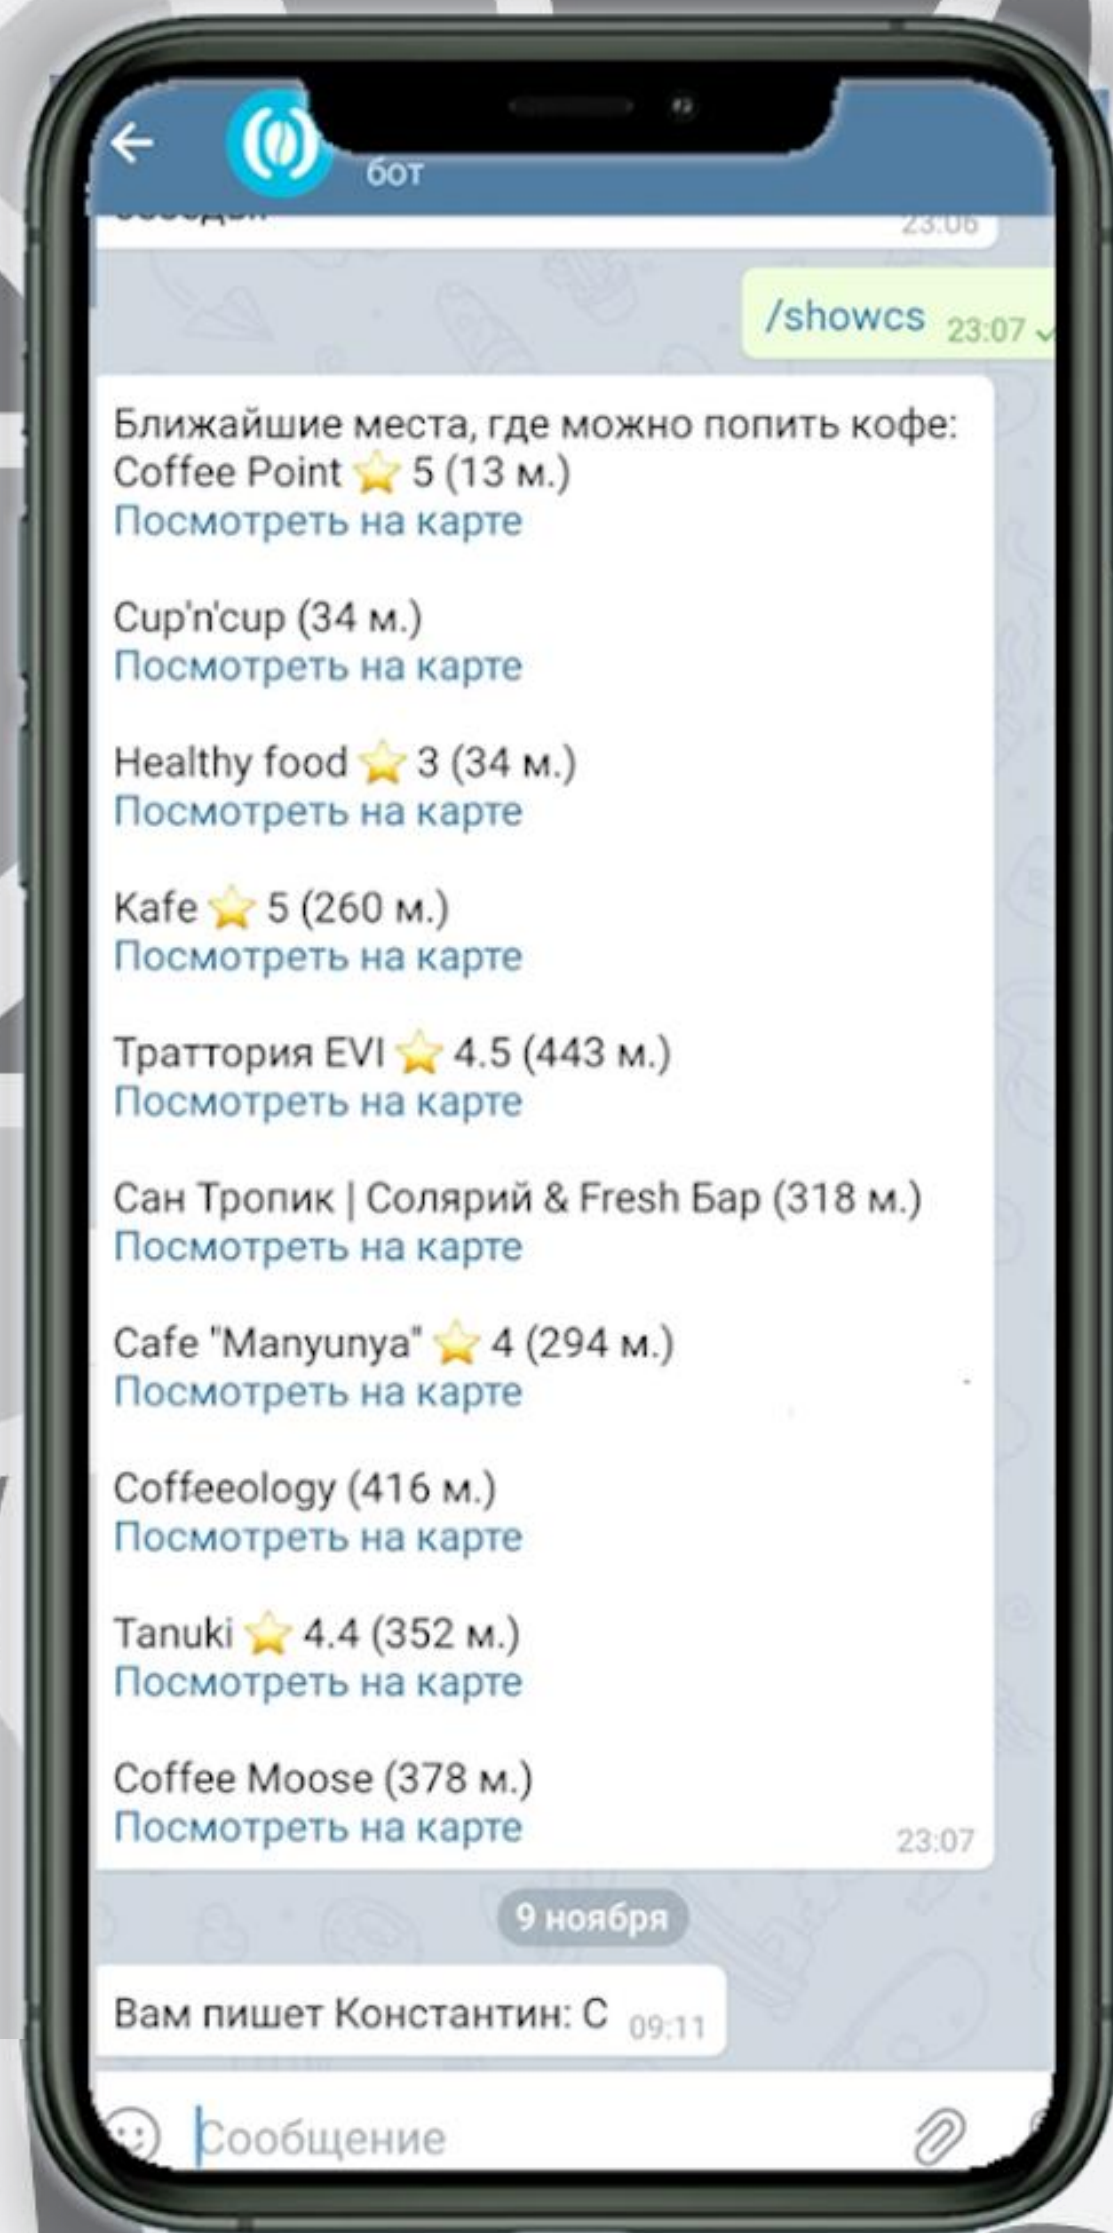 бот
23:06
/showcs 23:07
Ближайшие места, где можно попить кофе:
Coffee Point ⭐ 5 (13 м.)
Посмотреть на карте
Cup'n'cup (34 м.)
Посмотреть на карте
Healthy food ⭐ 3 (34 м.)
Посмотреть на карте
Kafe ⭐ 5 (260 м.)
Посмотреть на карте
Траттория EVI ⭐ 4.5 (443 м.)
Посмотреть на карте
Сан Тропик | Солярий & Fresh Бар (318 м.)
Посмотреть на карте
Cafe "Manyunya" ⭐ 4 (294 м.)
Посмотреть на карте
Coffeeology (416 м.)
Посмотреть на карте
Tanuki ⭐ 4.4 (352 м.)
Посмотреть на карте
Coffee Moose (378 м.)
Посмотреть на карте
23:07
9 ноября
Вам пишет Константин: С 09:11
Сообщение